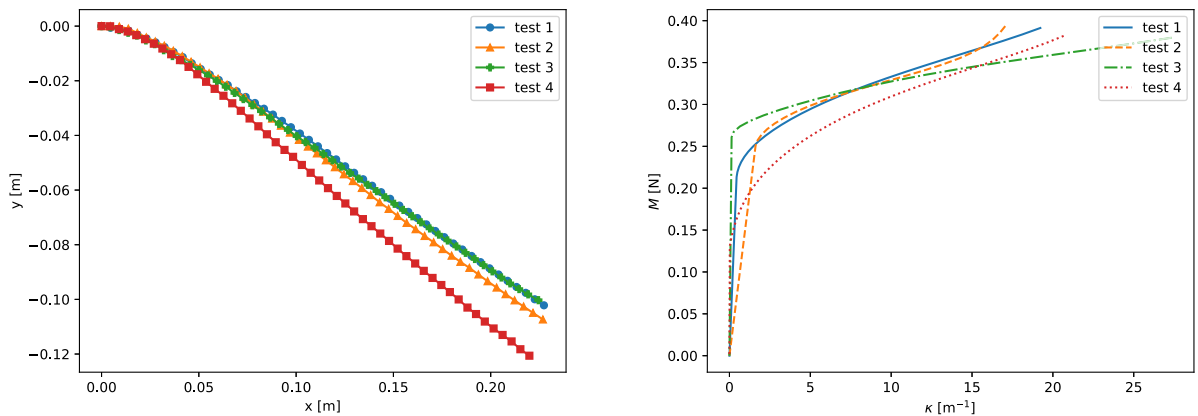 0.00
−0.02
−0.04
−0.06
−0.08
−0.10
−0.12
y [m]
0.00
0.05
0.10
0.15
0.20
x [m]
test 1
test 2
test 3
test 4
0.40
0.35
0.30
0.25
0.20
0.15
0.10
0.05
0.00
M [N]
0
5
10
15
20
25
κ [m⁻¹]
test 1
test 2
test 3
test 4